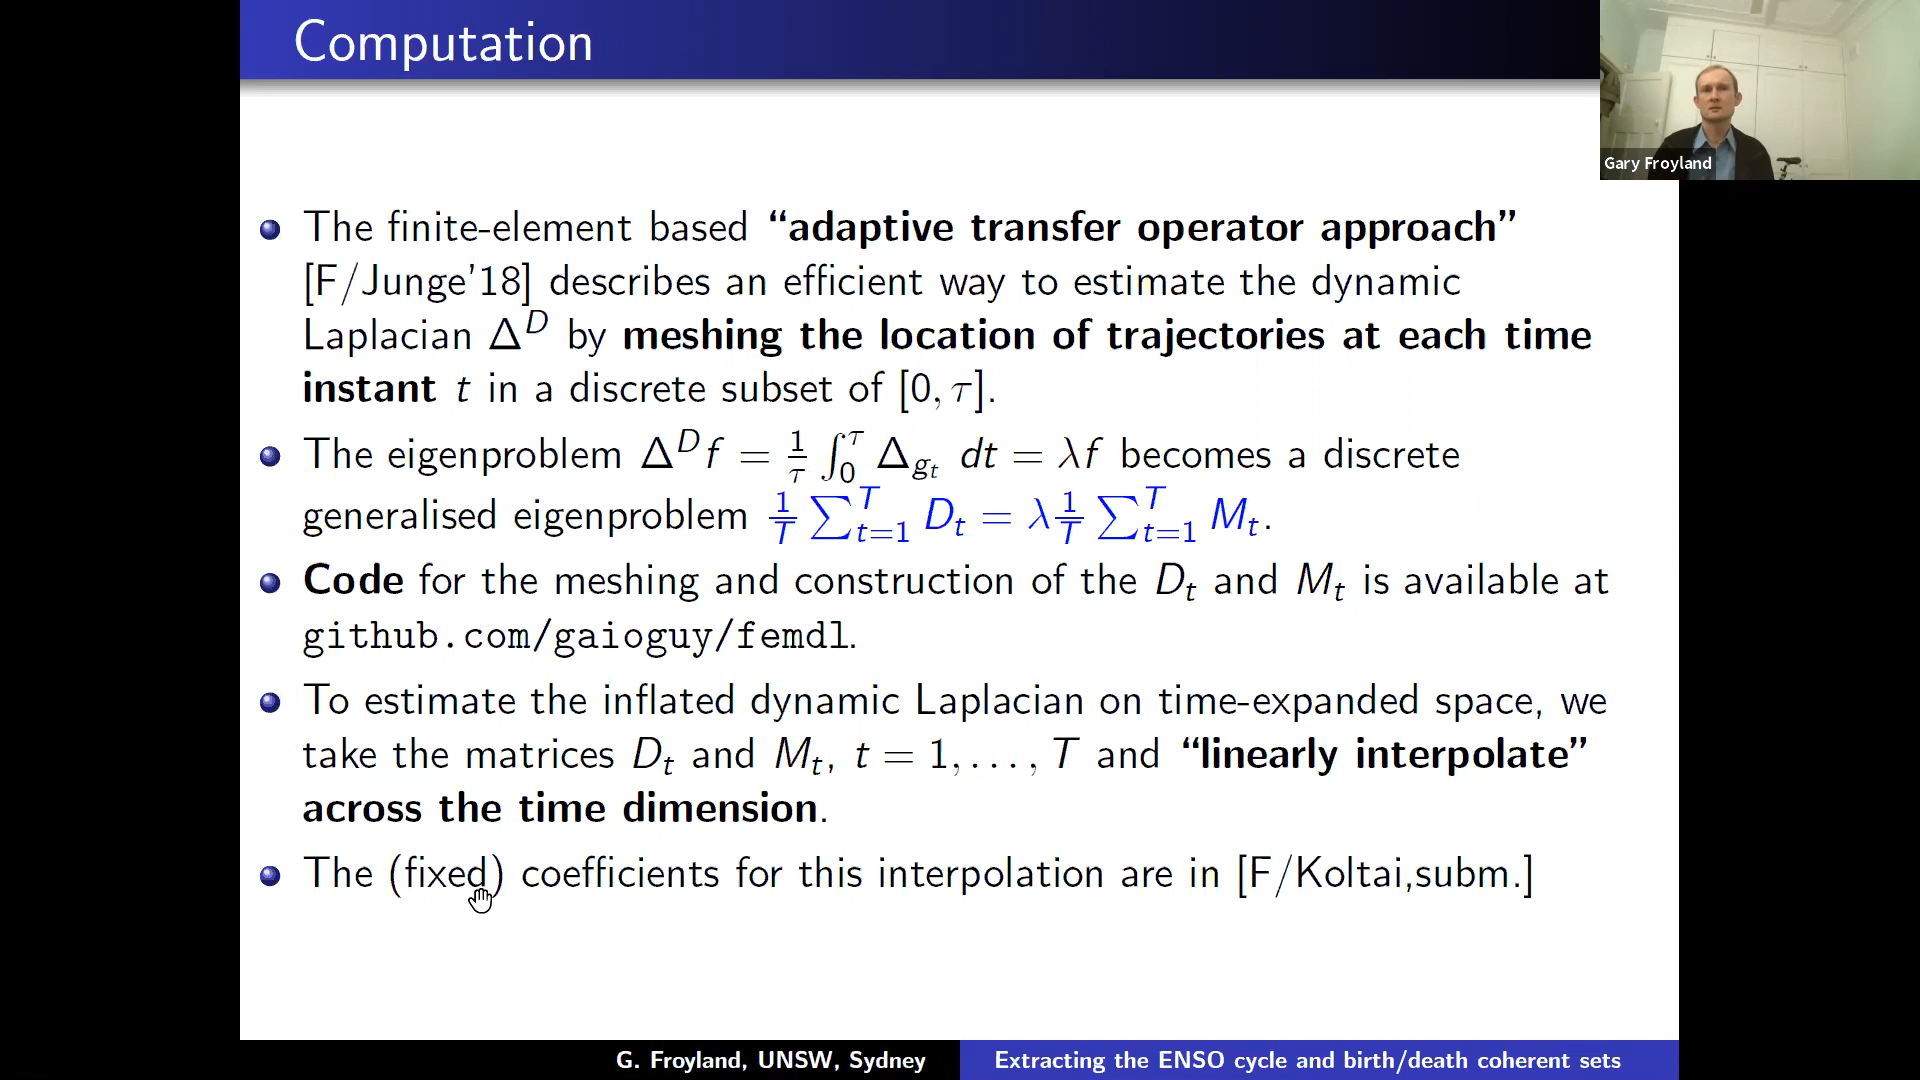 Computation
Gary Froyland
The finite-element based “adaptive transfer operator approach”
[F/Junge’18] describes an efficient way to estimate the dynamic
Laplacian Δ^D by meshing the location of trajectories at each time
instant t in a discrete subset of [0, τ].
The eigenproblem Δ^D f = 1/τ ∫_0^τ Δ_{g_t} dt = λf becomes a discrete
generalised eigenproblem 1/T ∑_{t=1}^T D_t = λ 1/T ∑_{t=1}^T M_t.
Code for the meshing and construction of the D_t and M_t is available at
github.com/gaioguy/femdl.
To estimate the inflated dynamic Laplacian on time-expanded space, we
take the matrices D_t and M_t, t = 1, . . . , T and “linearly interpolate”
across the time dimension.
The (fixed) coefficients for this interpolation are in [F/Koltai,subm.]
G. Froyland, UNSW, Sydney
Extracting the ENSO cycle and birth/death coherent sets